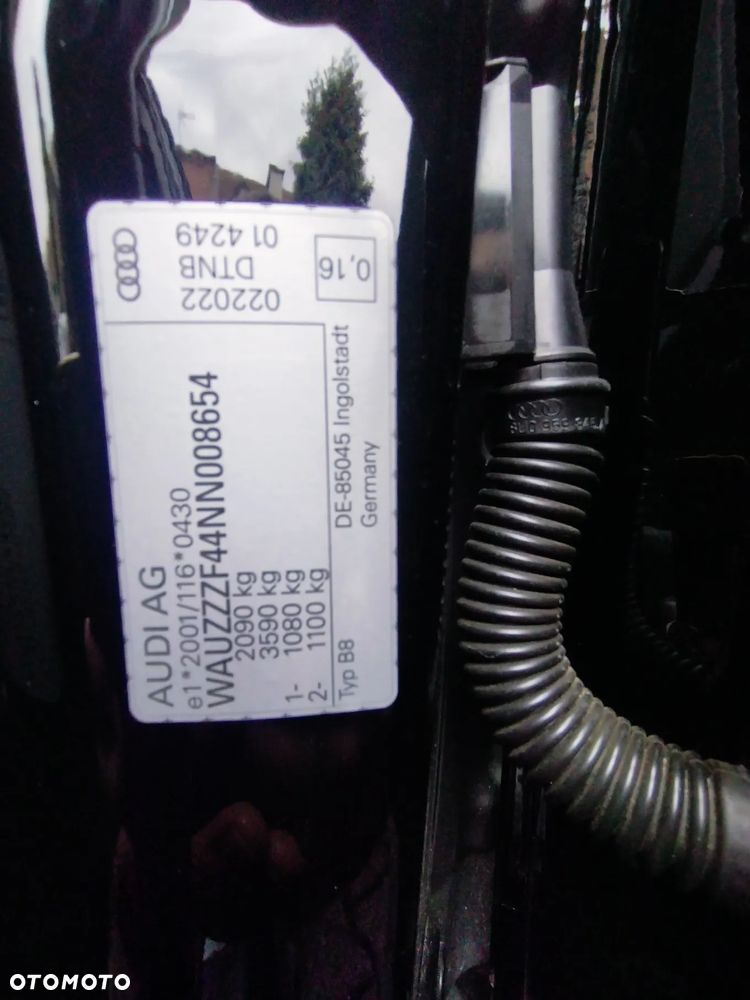 AUDI AG
e1*2001/116*0430
WAUZZZF44NN008654
2090 kg
3590 kg
1- 1080 kg
2- 1100 kg
Typ B8
DE-85045 Ingolstadt
Germany
022022
DTNB
01 4249
0,16
OTOMOTO